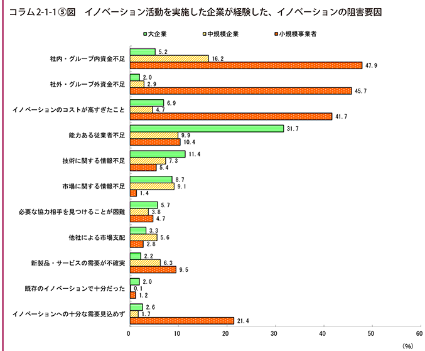 コラム2-1-1⑤図 イノベーション活動を実施した企業が経験した、イノベーションの阻害要因
大企業 中規模企業 小規模事業者
社内・グループ内資金不足 5.2 16.2 47.9
社外・グループ外資金不足 2.0 2.9 45.7
イノベーションのコストが高すぎたこと 6.9 4.7 41.7
能力ある従業者不足 31.7 9.9 10.4
技術に関する情報不足 11.4 7.3 5.4
市場に関する情報不足 8.7 9.1 1.4
必要な協力相手を見つけることが困難 5.7 3.8 4.7
他社による市場支配 3.3 5.6 2.8
新製品・サービスの需要が不確実 2.2 6.3 9.5
既存のイノベーションで十分だった 2.0 0.1 1.2
イノベーションへの十分な需要見込めず 2.6 1.7 21.4
0 10 20 30 40 50 60
(%)